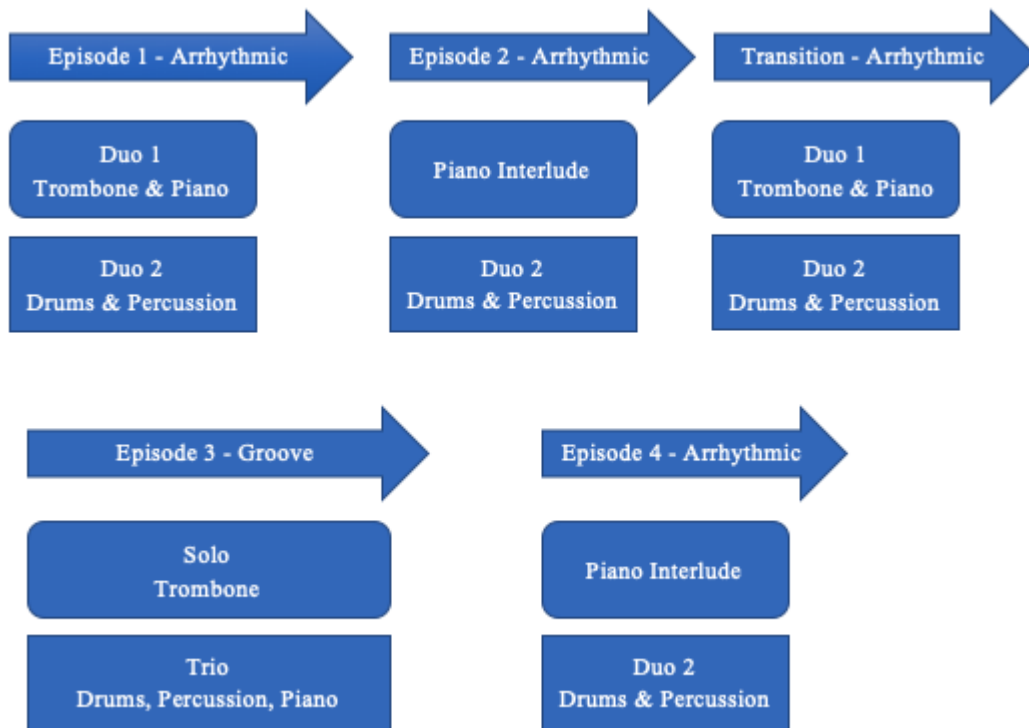 Episode 1 - Arrhythmic
Episode 2 - Arrhythmic
Transition - Arrhythmic
Duo 1
Trombone & Piano
Piano Interlude
Duo 1
Trombone & Piano
Duo 2
Drums & Percussion
Duo 2
Drums & Percussion
Duo 2
Drums & Percussion
Episode 3 - Groove
Episode 4 - Arrhythmic
Solo
Trombone
Piano Interlude
Trio
Drums, Percussion, Piano
Duo 2
Drums & Percussion